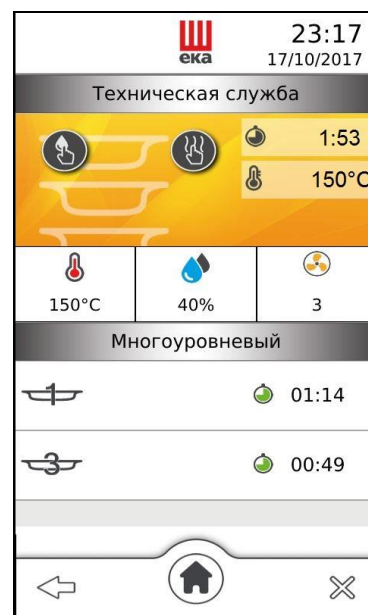 23:17
ека
17/10/2017
Техническая служба
1:53
150°C
150°C
40%
3
Многоуровневый
1
01:14
3
00:49